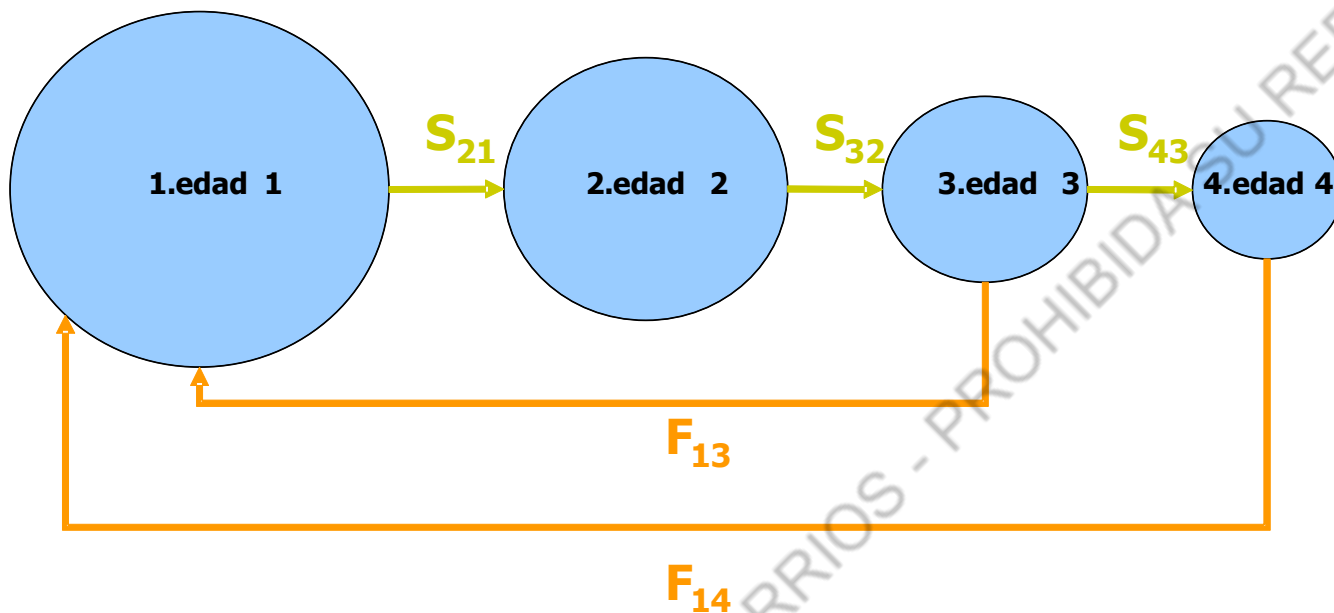 S21
S32
S43
1.edad 1
2.edad 2
3.edad 3
4.edad 4
F13
F14
RRIOS - PROHIBIDA SU REP